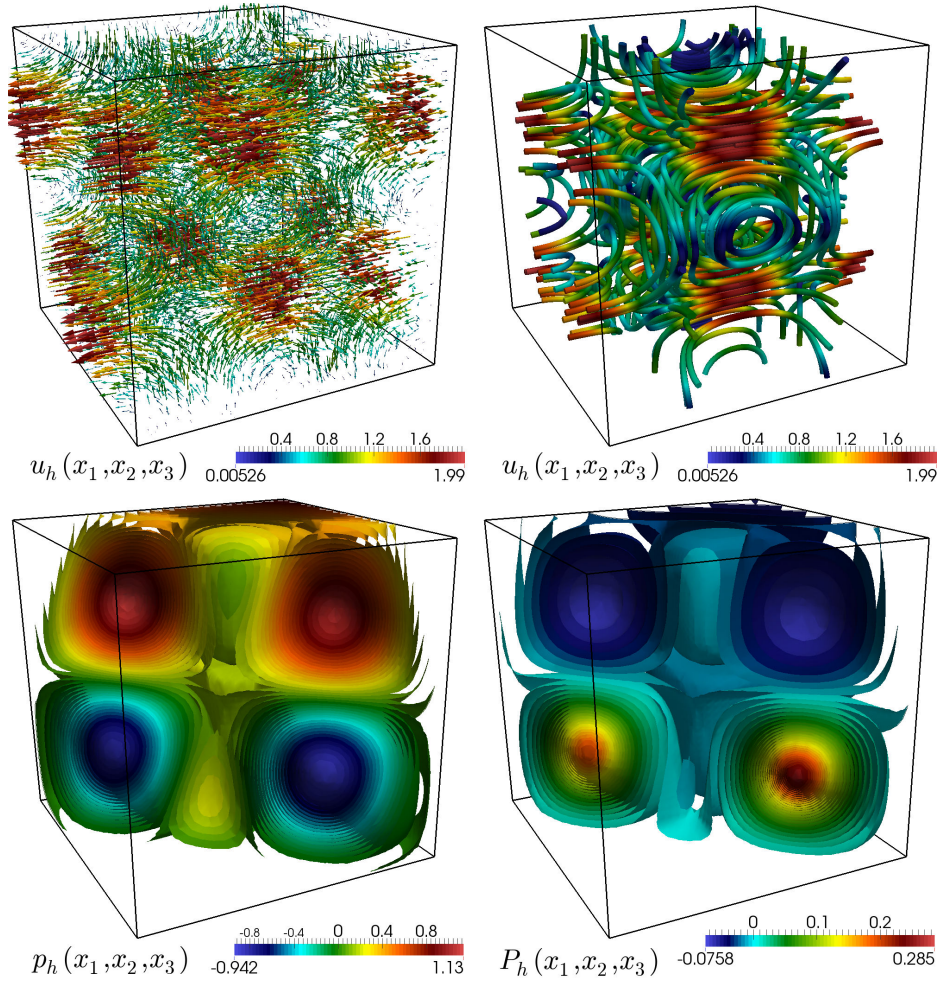 0.4 0.8 1.2 1.6
u_h(x_1,x_2,x_3)
0.00526 1.99
0.4 0.8 1.2 1.6
u_h(x_1,x_2,x_3)
0.00526 1.99
-0.8 -0.4 0 0.4 0.8
p_h(x_1,x_2,x_3)
-0.942 1.13
0 0.1 0.2
P_h(x_1,x_2,x_3)
-0.0758 0.285